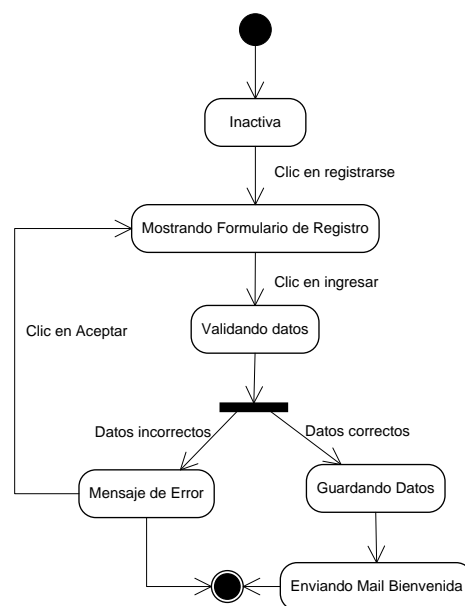 Inactiva
Clic en registrarse
Mostrando Formulario de Registro
Clic en ingresar
Clic en Aceptar
Validando datos
Datos incorrectos
Datos correctos
Mensaje de Error
Guardando Datos
Enviando Mail Bienvenida